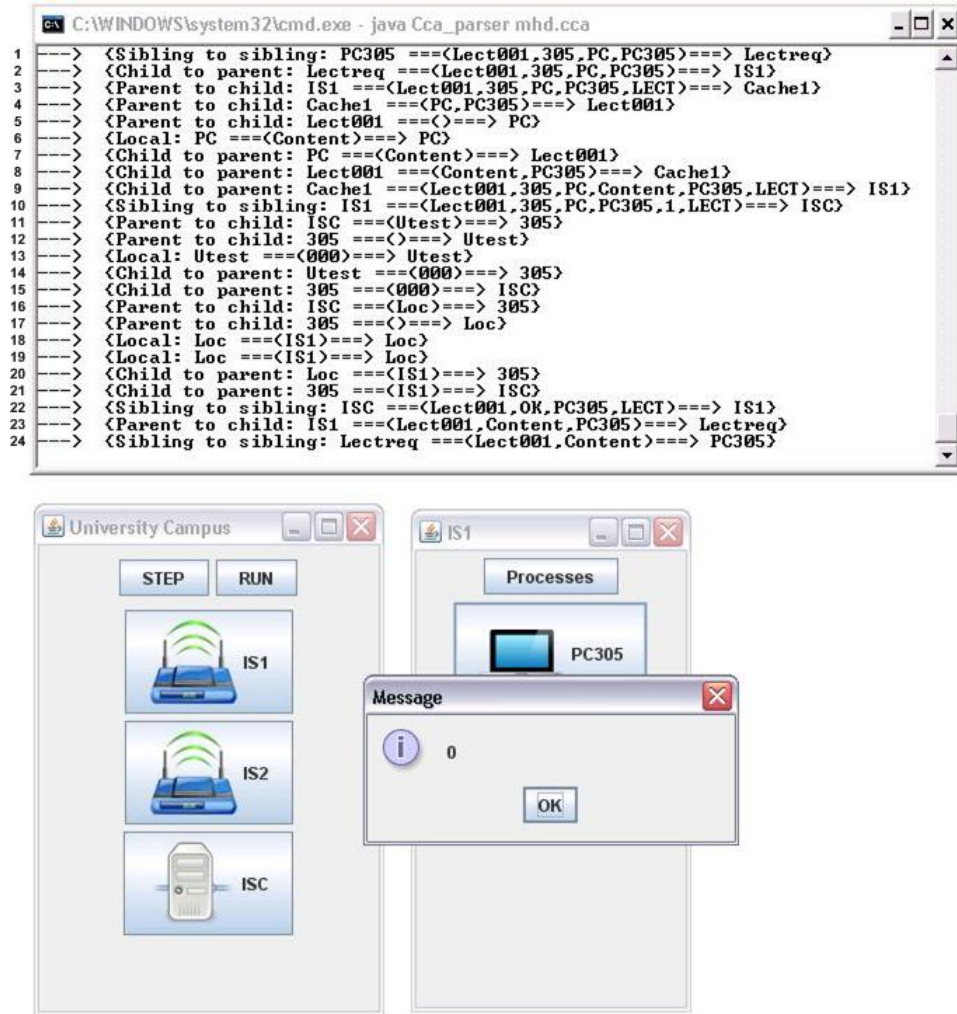 C:\WINDOWS\system32\cmd.exe - java Cca_parser mhd.cca
1 ---> {Sibling to sibling: PC305 ===(Lect001,305,PC,PC305)===> Lectreq}
2 ---> {Child to parent: Lectreq ===(Lect001,305,PC,PC305)===> IS1}
3 ---> {Parent to child: IS1 ===(Lect001,305,PC,PC305,LECT)===> Cache1}
4 ---> {Parent to child: Cache1 ===(PC,PC305)===> Lect001}
5 ---> {Parent to child: Lect001 ===()===> PC}
6 ---> {Local: PC ===(Content)===> PC}
7 ---> {Child to parent: PC ===(Content)===> Lect001}
8 ---> {Child to parent: Lect001 ===(Content,PC305)===> Cache1}
9 ---> {Child to parent: Cache1 ===(Lect001,305,PC,Content,PC305,LECT)===> IS1}
10 ---> {Sibling to sibling: IS1 ===(Lect001,305,PC,PC305,1,LECT)===> ISC}
11 ---> {Parent to child: ISC ===(Utest)===> 305}
12 ---> {Parent to child: 305 ===()===> Utest}
13 ---> {Local: Utest ===(000)===> Utest}
14 ---> {Child to parent: Utest ===(000)===> 305}
15 ---> {Child to parent: 305 ===(000)===> ISC}
16 ---> {Parent to child: ISC ===(Loc)===> 305}
17 ---> {Parent to child: 305 ===()===> Loc}
18 ---> {Local: Loc ===(IS1)===> Loc}
19 ---> {Local: Loc ===(IS1)===> Loc}
20 ---> {Child to parent: Loc ===(IS1)===> 305}
21 ---> {Child to parent: 305 ===(IS1)===> ISC}
22 ---> {Sibling to sibling: ISC ===(Lect001,OK,PC305,LECT)===> IS1}
23 ---> {Parent to child: IS1 ===(Lect001,Content,PC305)===> Lectreq}
24 ---> {Sibling to sibling: Lectreq ===(Lect001,Content)===> PC305}
University Campus
STEP RUN
IS1
IS2
ISC
IS1
Processes
PC305
Message
0
OK